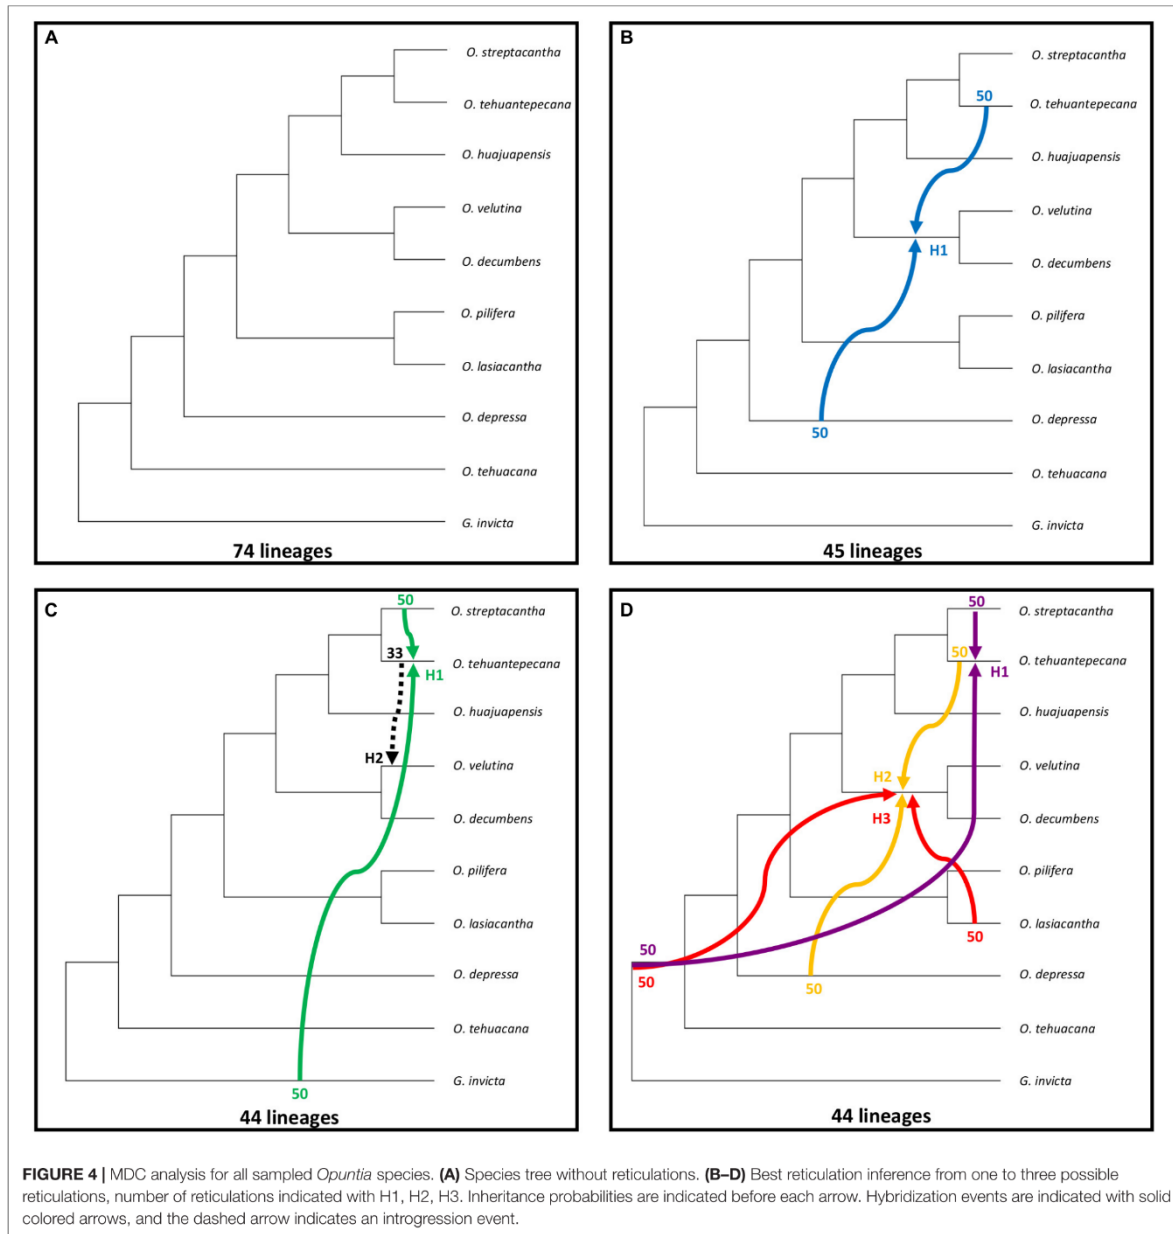 A
O. streptacantha
O. tehuantepecana
O. huajuapensis
O. velutina
O. decumbens
O. pilifera
O. lasiacantha
O. depressa
O. tehuacana
G. invicta
74 lineages
B
O. streptacantha
50
O. tehuantepecana
O. huajuapensis
O. velutina
H1
O. decumbens
O. pilifera
O. lasiacantha
O. depressa
50
O. tehuacana
G. invicta
45 lineages
C
50
O. streptacantha
33
O. tehuantepecana
H1
O. huajuapensis
H2
O. velutina
O. decumbens
O. pilifera
O. lasiacantha
O. depressa
O. tehuacana
G. invicta
50
44 lineages
D
50
O. streptacantha
50
O. tehuantepecana
H1
O. huajuapensis
O. velutina
H2
H3
O. decumbens
O. pilifera
O. lasiacantha
50
50
O. depressa
50
50
O. tehuacana
G. invicta
44 lineages
FIGURE 4 | MDC analysis for all sampled Opuntia species. (A) Species tree without reticulations. (B–D) Best reticulation inference from one to three possible
reticulations, number of reticulations indicated with H1, H2, H3. Inheritance probabilities are indicated before each arrow. Hybridization events are indicated with solid
colored arrows, and the dashed arrow indicates an introgression event.